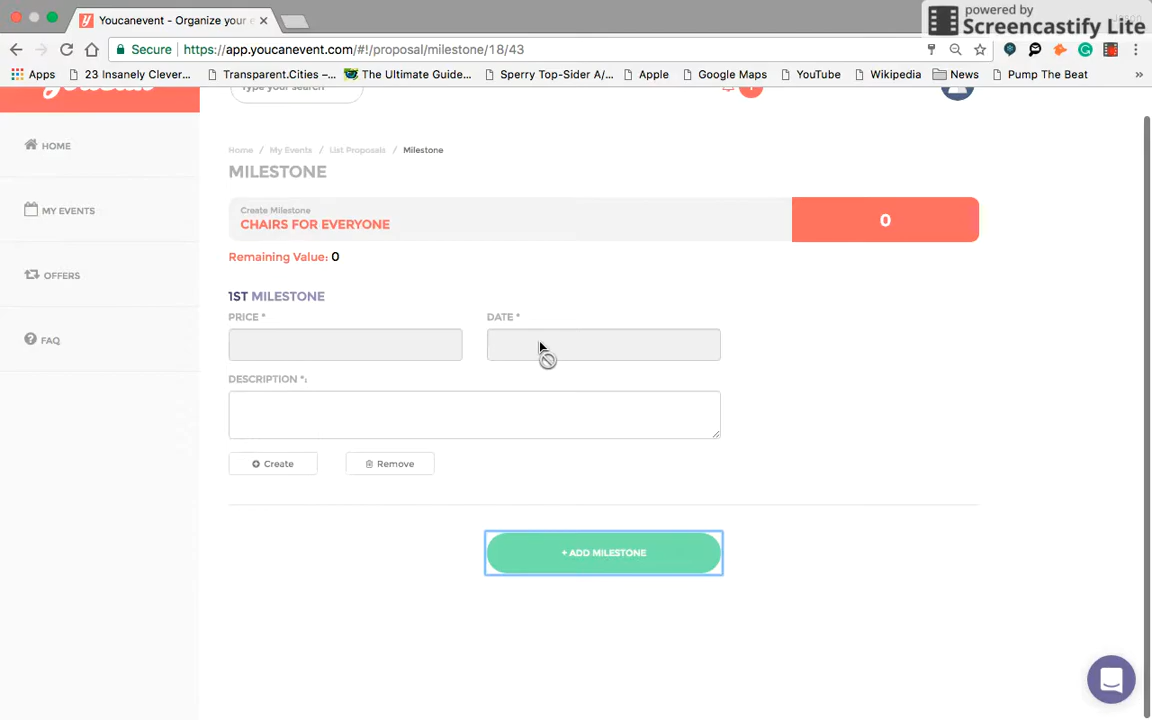 powered by
Screencastify Lite
Youcanevent - Organize your e
Secure https://app.youcanevent.com/#!/proposal/milestone/18/43
Apps 23 Insanely Clever... Transparent.Cities –... The Ultimate Guide... Sperry Top-Sider A/... Apple Google Maps YouTube Wikipedia News Pump The Beat »
Type your search
HOME
MY EVENTS
OFFERS
FAQ
Home / My Events / List Proposals / Milestone
MILESTONE
Create Milestone
CHAIRS FOR EVERYONE
0
Remaining Value: 0
1ST MILESTONE
PRICE * DATE *
DESCRIPTION *:
Create Remove
+ ADD MILESTONE